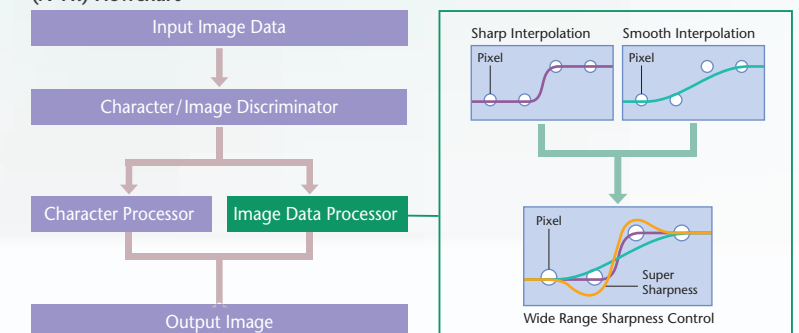 Input Image Data
Character/Image Discriminator
Character Processor
Image Data Processor
Output Image
Sharp Interpolation
Pixel
Smooth Interpolation
Pixel
Pixel
Super
Sharpness
Wide Range Sharpness Control